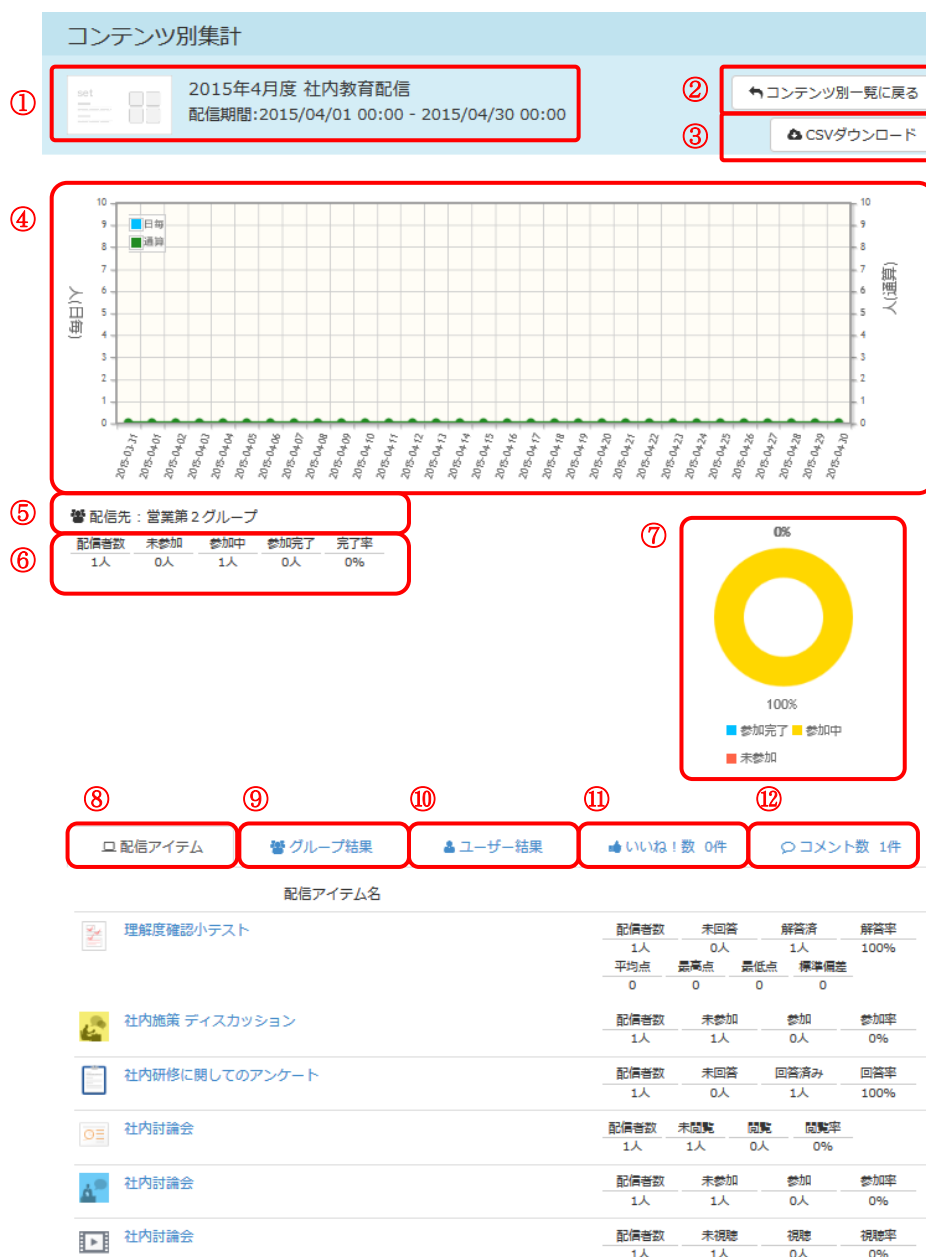 コンテンツ別集計
①
set
2015年4月度 社内教育配信
配信期間:2015/04/01 00:00 - 2015/04/30 00:00
②
コンテンツ別一覧に戻る
③
CSVダウンロード
④
10
9
8
7
6
5
4
3
2
1
0
日毎
通算
人(日毎)
10
9
8
7
6
5
4
3
2
1
0
人(通算)
2015-03-31 2015-04-01 2015-04-02 2015-04-03 2015-04-04 2015-04-05 2015-04-06 2015-04-07 2015-04-08 2015-04-09 2015-04-10 2015-04-11 2015-04-12 2015-04-13 2015-04-14 2015-04-15 2015-04-16 2015-04-17 2015-04-18 2015-04-19 2015-04-20 2015-04-21 2015-04-22 2015-04-23 2015-04-24 2015-04-25 2015-04-26 2015-04-27 2015-04-28 2015-04-29 2015-04-30
⑤
配信先：営業第２グループ
⑥
配信者数 未参加 参加中 参加完了 完了率
1人 0人 1人 0人 0%
⑦
0%
100%
参加完了 参加中
未参加
⑧ ⑨ ⑩ ⑪ ⑫
配信アイテム グループ結果 ユーザー結果 いいね！数 0件 コメント数 1件
配信アイテム名
理解度確認小テスト
配信者数 未回答 解答済 解答率
1人 0人 1人 100%
平均点 最高点 最低点 標準偏差
0 0 0 0
社内施策 ディスカッション
配信者数 未参加 参加 参加率
1人 1人 0人 0%
社内研修に関してのアンケート
配信者数 未回答 回答済み 回答率
1人 0人 1人 100%
社内討論会
配信者数 未閲覧 閲覧 閲覧率
1人 1人 0人 0%
社内討論会
配信者数 未参加 参加 参加率
1人 1人 0人 0%
社内討論会
配信者数 未視聴 視聴 視聴率
1人 1人 0人 0%